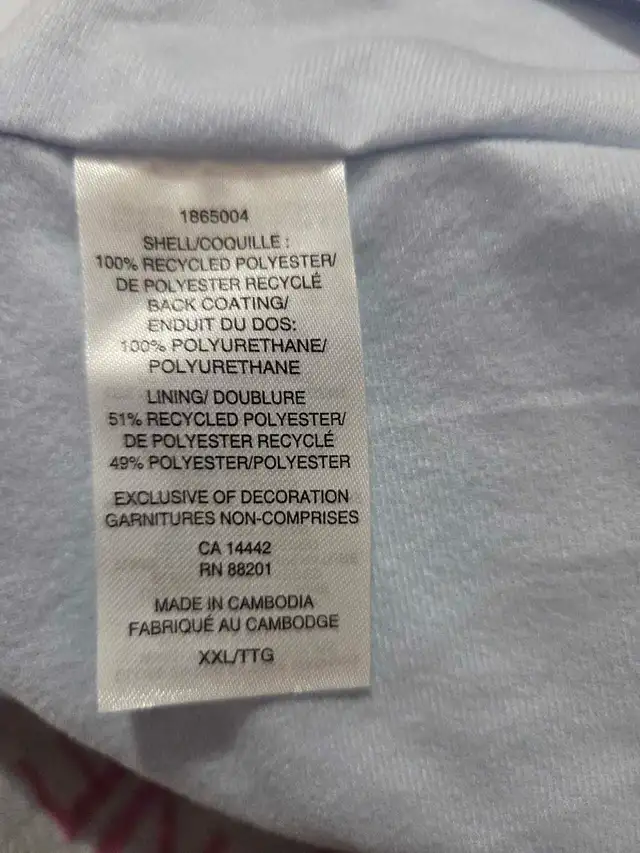 1865004
SHELL/COQUILLE :
100% RECYCLED POLYESTER/
DE POLYESTER RECYCLÉ
BACK COATING/
ENDUIT DU DOS:
100% POLYURETHANE/
POLYURETHANE
LINING/ DOUBLURE
51% RECYCLED POLYESTER/
DE POLYESTER RECYCLÉ
49% POLYESTER/POLYESTER
EXCLUSIVE OF DECORATION
GARNITURES NON-COMPRISES
CA 14442
RN 88201
MADE IN CAMBODIA
FABRIQUÉ AU CAMBODGE
XXL/TTG